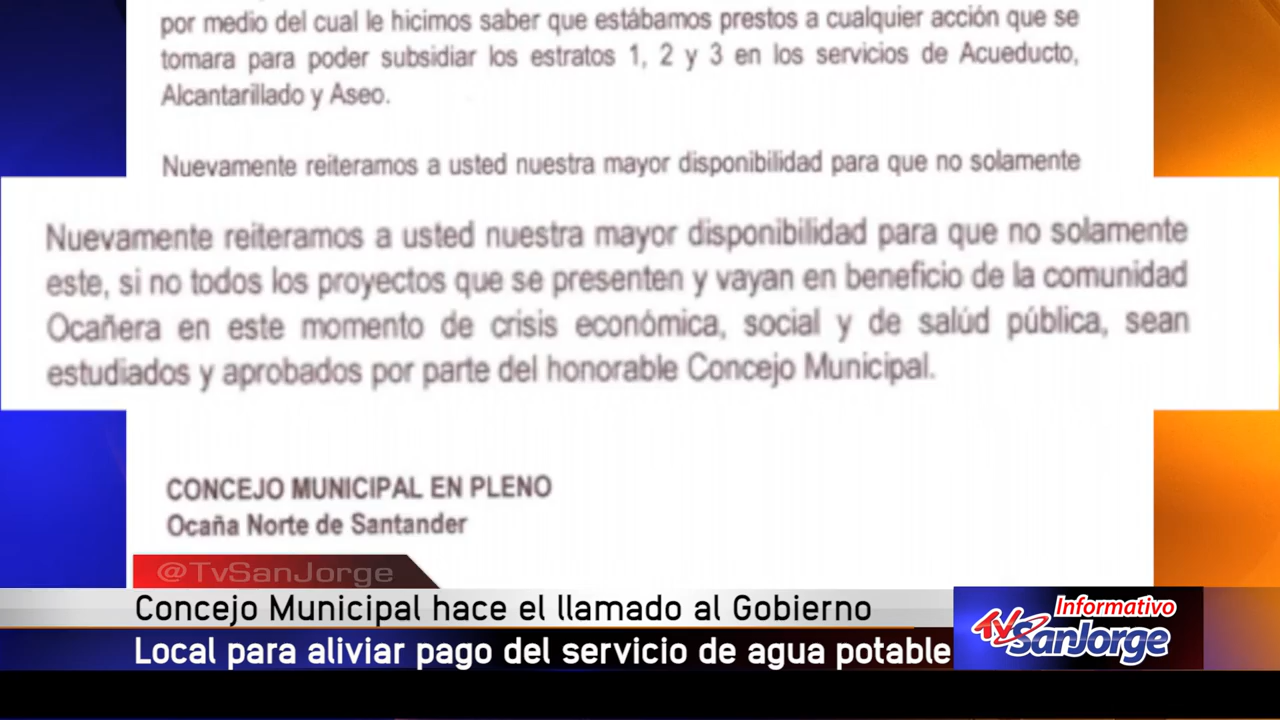 por medio del cual le hicimos saber que estábamos prestos a cualquier acción que se
tomara para poder subsidiar los estratos 1, 2 y 3 en los servicios de Acueducto,
Alcantarillado y Aseo.
Nuevamente reiteramos a usted nuestra mayor disponibilidad para que no solamente
Nuevamente reiteramos a usted nuestra mayor disponibilidad para que no solamente
este, si no todos los proyectos que se presenten y vayan en beneficio de la comunidad
Ocañera en este momento de crisis económica, social y de salúd pública, sean
estudiados y aprobados por parte del honorable Concejo Municipal.
CONCEJO MUNICIPAL EN PLENO
Ocaña Norte de Santander
@TvSanJorge
Concejo Municipal hace el llamado al Gobierno
Local para aliviar pago del servicio de agua potable
Informativo
TV SanJorge